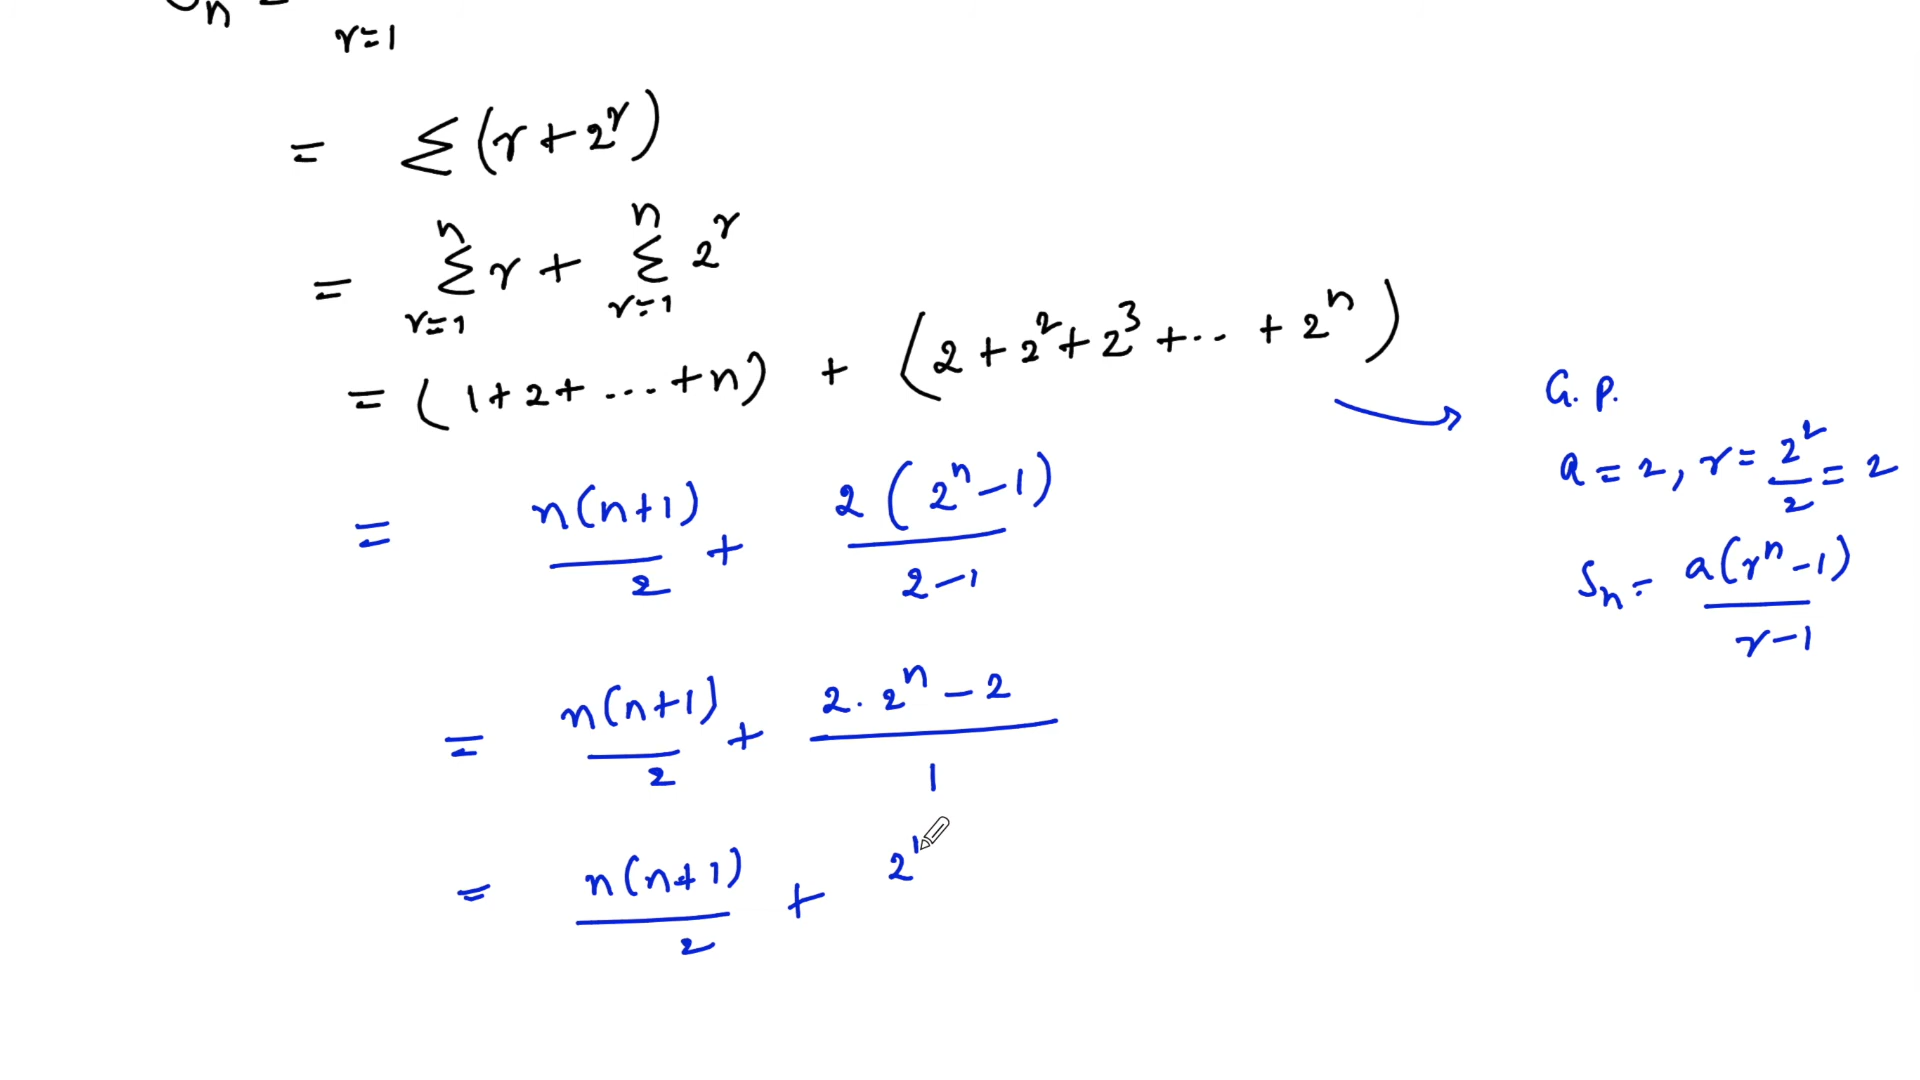 Sn =
r=1
= Σ(r+2^r)
= Σ_{r=1}^{n} r + Σ_{r=1}^{n} 2^r
= (1+2+...+n) + (2+2^2+2^3+...+2^n)
G.P.
a=2, r=2^2/2=2
= n(n+1)/2 + 2(2^n-1)/2-1
Sn= a(r^n-1)/r-1
= n(n+1)/2 + 2.2^n-2/1
= n(n+1)/2 + 2